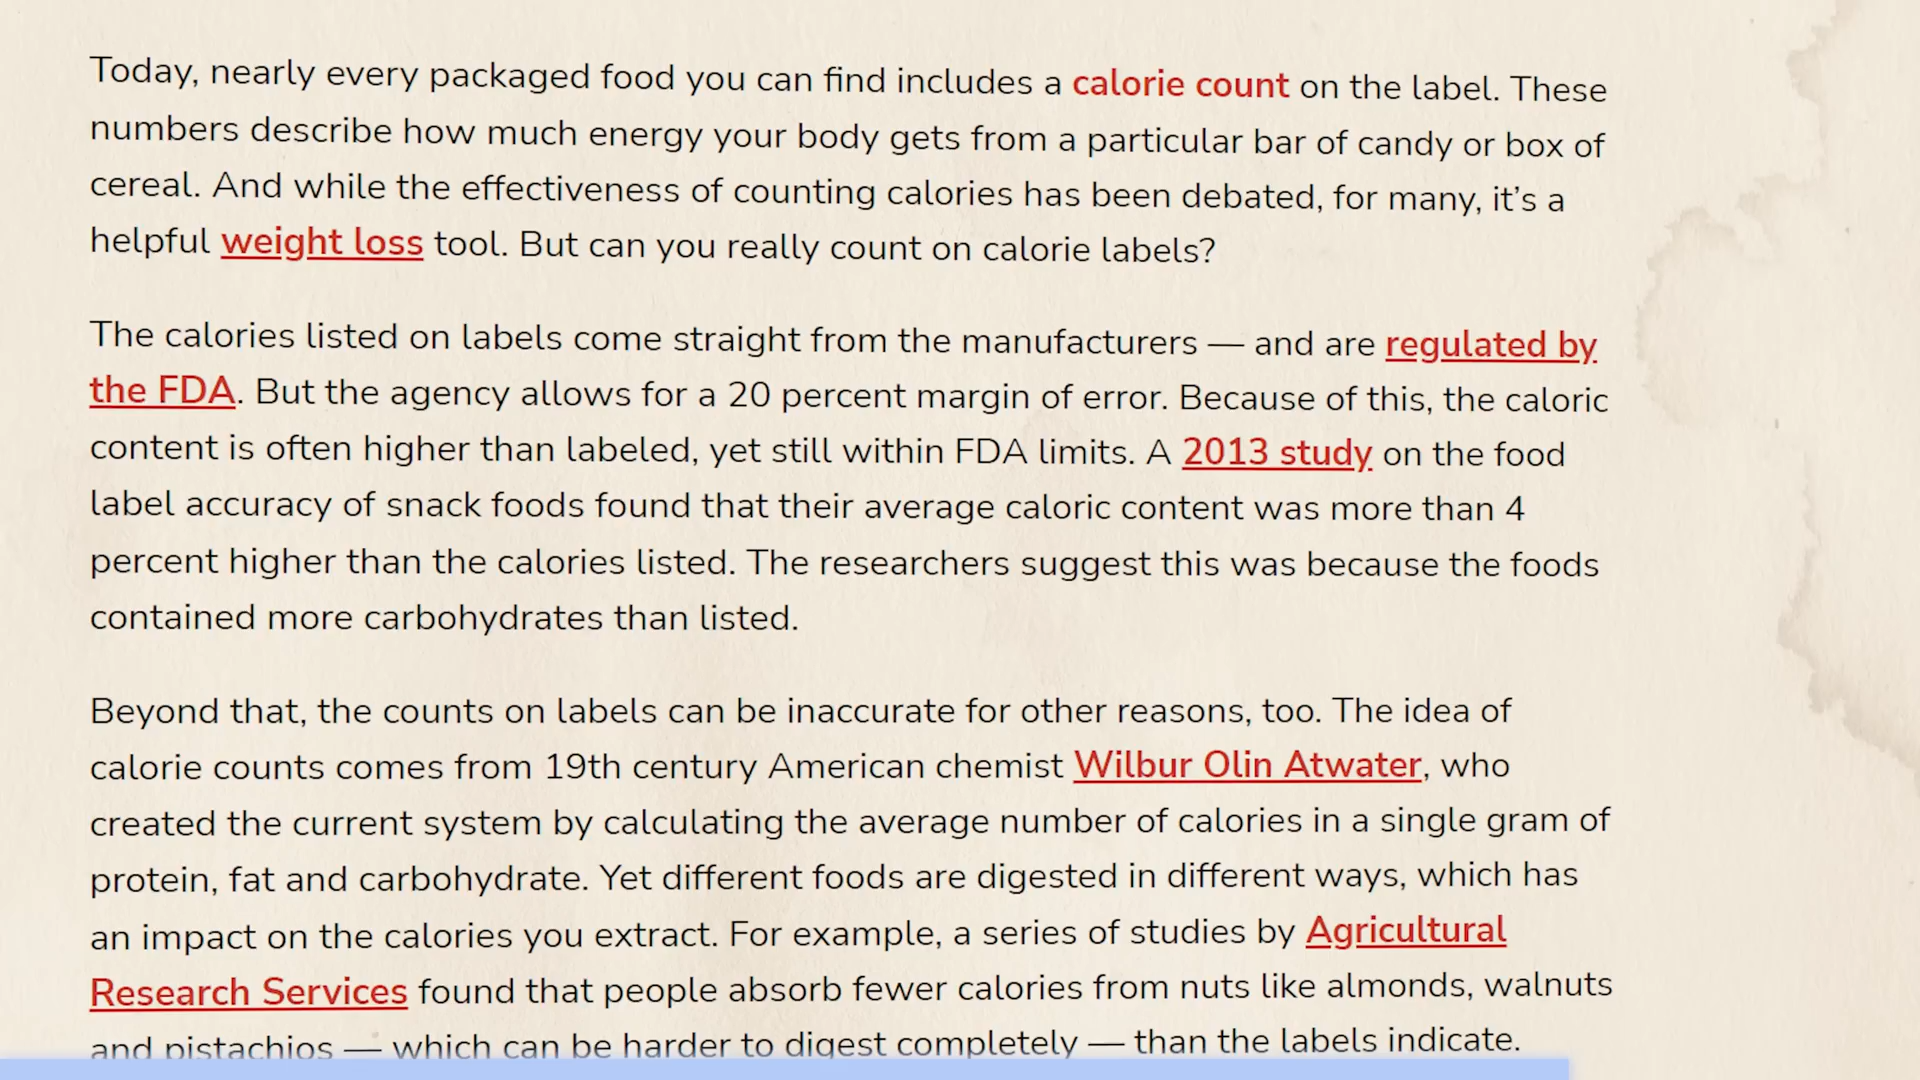 Today, nearly every packaged food you can find includes a calorie count on the label. These
numbers describe how much energy your body gets from a particular bar of candy or box of
cereal. And while the effectiveness of counting calories has been debated, for many, it’s a
helpful weight loss tool. But can you really count on calorie labels?
The calories listed on labels come straight from the manufacturers — and are regulated by
the FDA. But the agency allows for a 20 percent margin of error. Because of this, the caloric
content is often higher than labeled, yet still within FDA limits. A 2013 study on the food
label accuracy of snack foods found that their average caloric content was more than 4
percent higher than the calories listed. The researchers suggest this was because the foods
contained more carbohydrates than listed.
Beyond that, the counts on labels can be inaccurate for other reasons, too. The idea of
calorie counts comes from 19th century American chemist Wilbur Olin Atwater, who
created the current system by calculating the average number of calories in a single gram of
protein, fat and carbohydrate. Yet different foods are digested in different ways, which has
an impact on the calories you extract. For example, a series of studies by Agricultural
Research Services found that people absorb fewer calories from nuts like almonds, walnuts
and pistachios — which can be harder to digest completely — than the labels indicate.